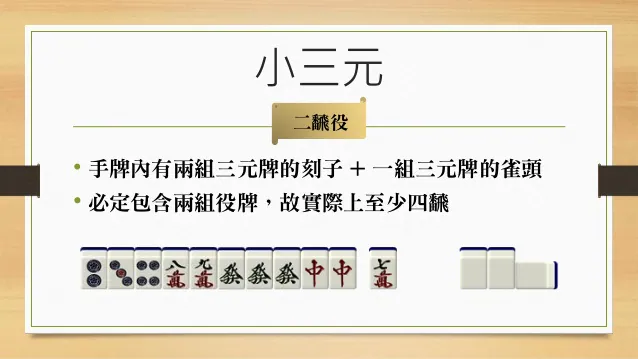 小三元
二飜役
手牌內有兩組三元牌的刻子 + 一組三元牌的雀頭
必定包含兩組役牌，故實際上至少四飜
八萬 九萬 發 發 發 中 中 七萬